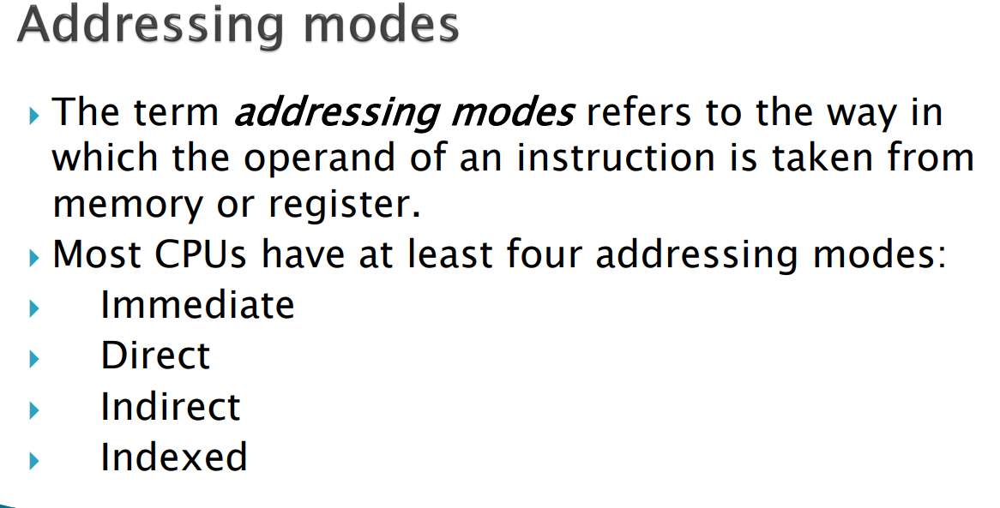 Addressing modes
The term addressing modes refers to the way in
which the operand of an instruction is taken from
memory or register.
Most CPUs have at least four addressing modes:
Immediate
Direct
Indirect
Indexed